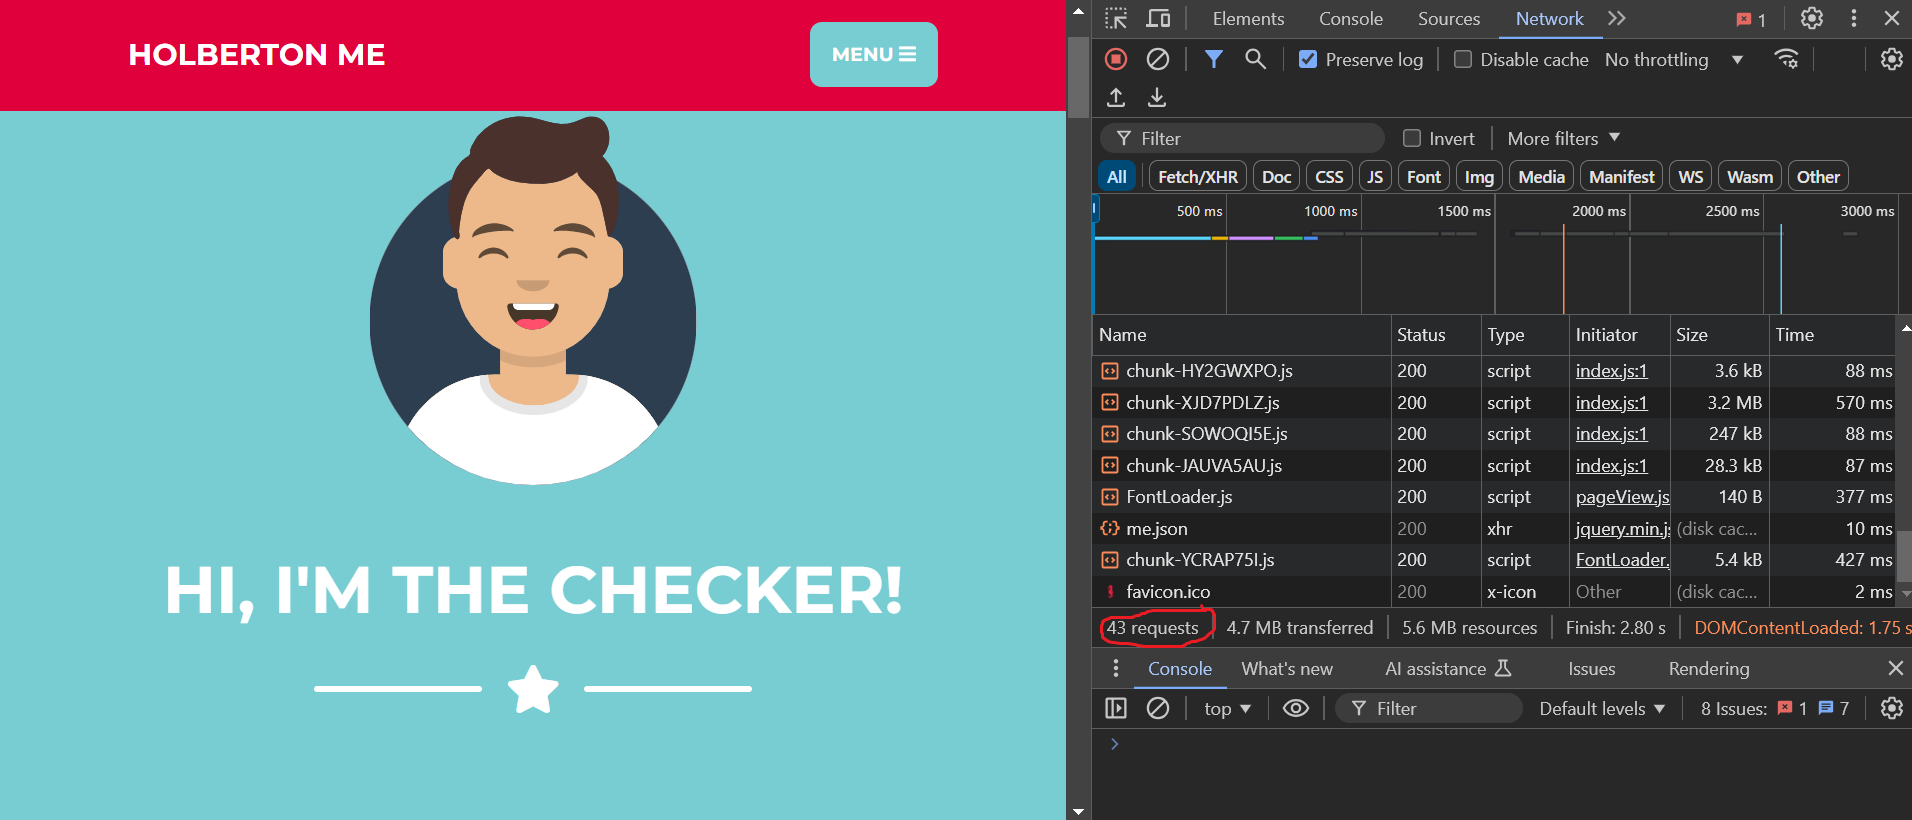 HOLBERTON ME
MENU
HI, I'M THE CHECKER!
Elements Console Sources Network 1
Preserve log Disable cache No throttling
Filter Invert More filters
All Fetch/XHR Doc CSS JS Font Img Media Manifest WS Wasm Other
500 ms 1000 ms 1500 ms 2000 ms 2500 ms 3000 ms
Name Status Type Initiator Size Time
chunk-HY2GWXPO.js 200 script index.js:1 3.6 kB 88 ms
chunk-XJD7PDLZ.js 200 script index.js:1 3.2 MB 570 ms
chunk-SOWOQI5E.js 200 script index.js:1 247 kB 88 ms
chunk-JAUVA5AU.js 200 script index.js:1 28.3 kB 87 ms
FontLoader.js 200 script pageView.js 140 B 377 ms
me.json 200 xhr jquery.min.js (disk cac... 10 ms
chunk-YCRAP75I.js 200 script FontLoader. 5.4 kB 427 ms
favicon.ico 200 x-icon Other (disk cac... 2 ms
43 requests 4.7 MB transferred 5.6 MB resources Finish: 2.80 s DOMContentLoaded: 1.75 s
Console What's new AI assistance Issues Rendering
top Filter Default levels 8 Issues: 1 7